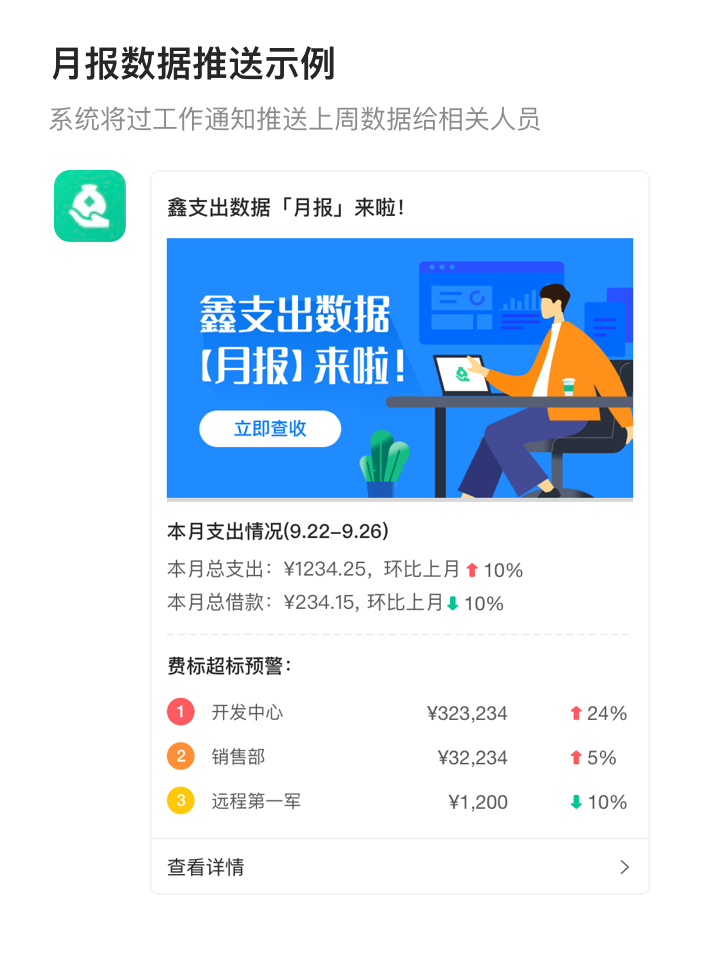 月报数据推送示例
系统将过工作通知推送上周数据给相关人员
鑫支出数据「月报」来啦!
鑫支出数据
【月报】来啦!
立即查收
本月支出情况(9.22–9.26)
本月总支出：¥1234.25, 环比上月 10%
本月总借款：¥234.15, 环比上月 10%
费标超标预警：
1 开发中心 ¥323,234 24%
2 销售部 ¥32,234 5%
3 远程第一军 ¥1,200 10%
查看详情